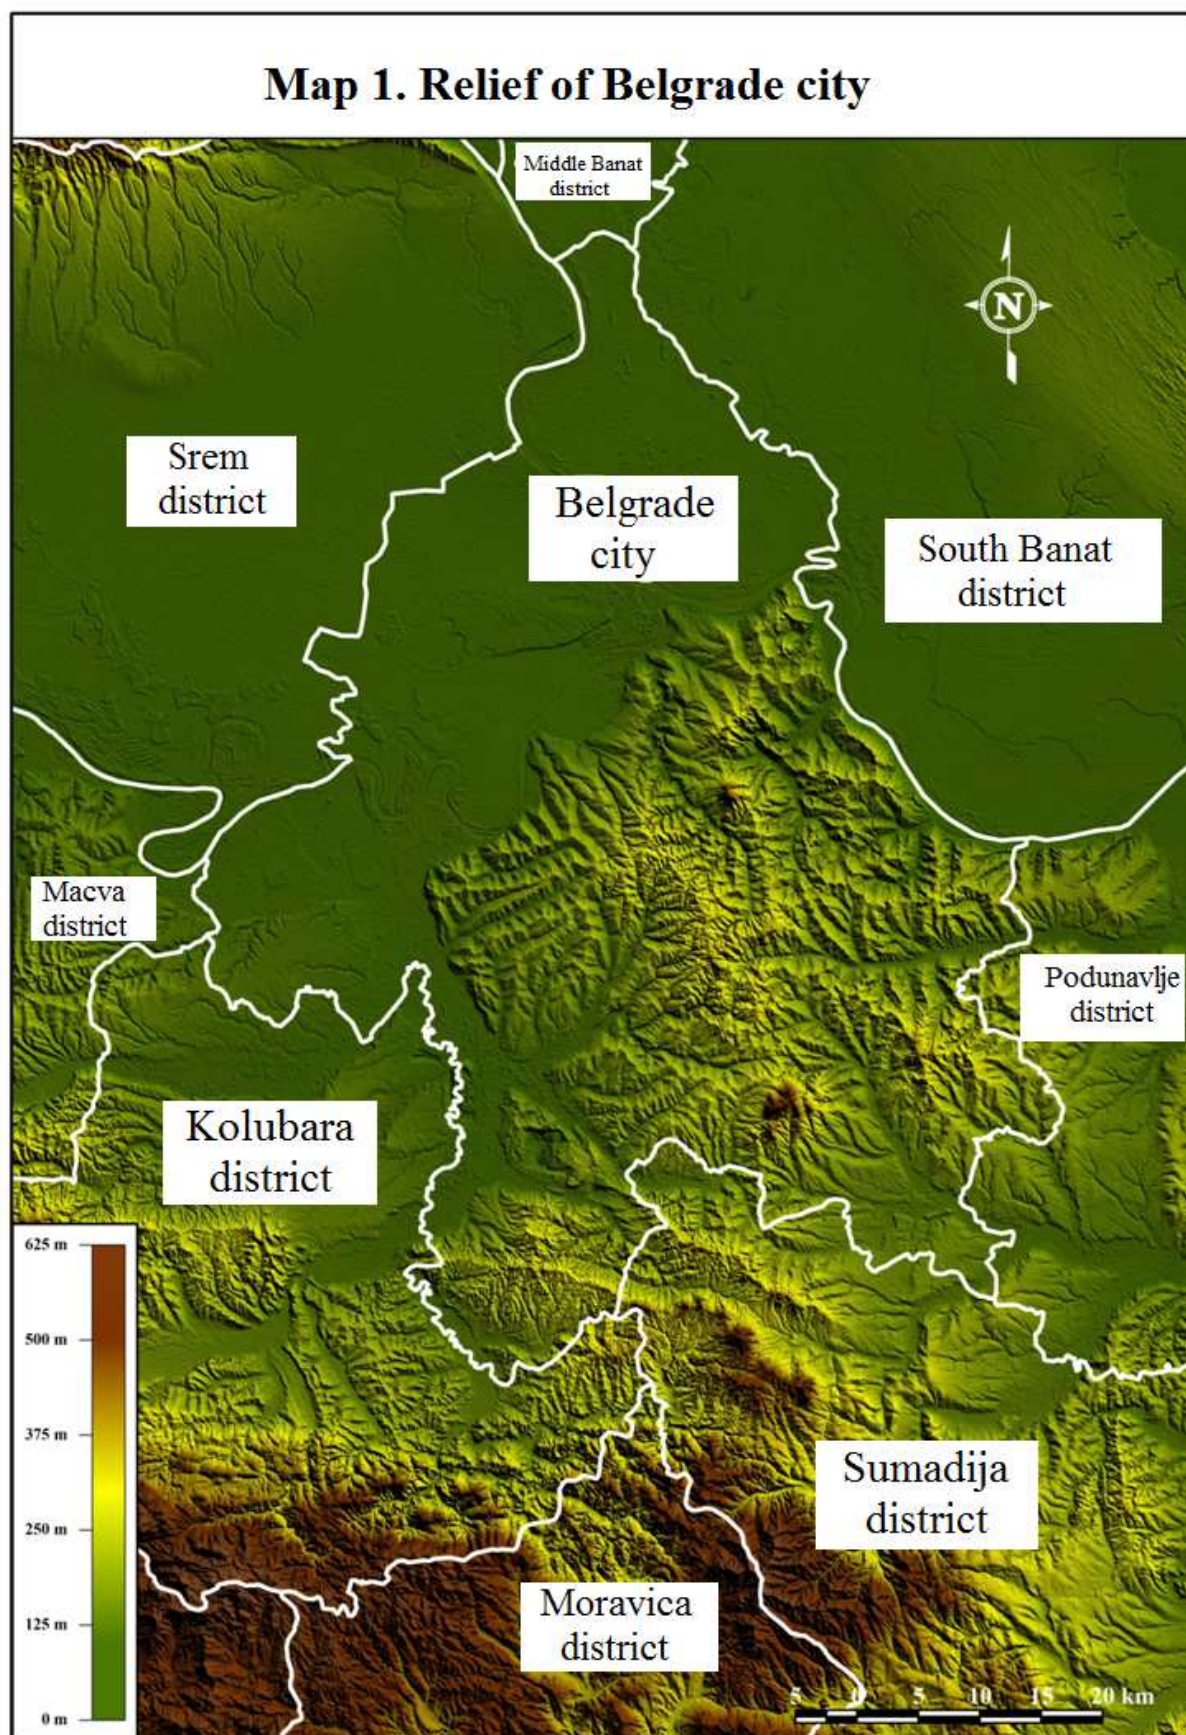 Map 1. Relief of Belgrade city
Middle Banat
district
N
Srem
district
Belgrade
city
South Banat
district
Macva
district
Podunavlje
district
Kolubara
district
625 m
500 m
375 m
250 m
125 m
0 m
Sumadija
district
Moravica
district
5 0 5 10 15 20 km